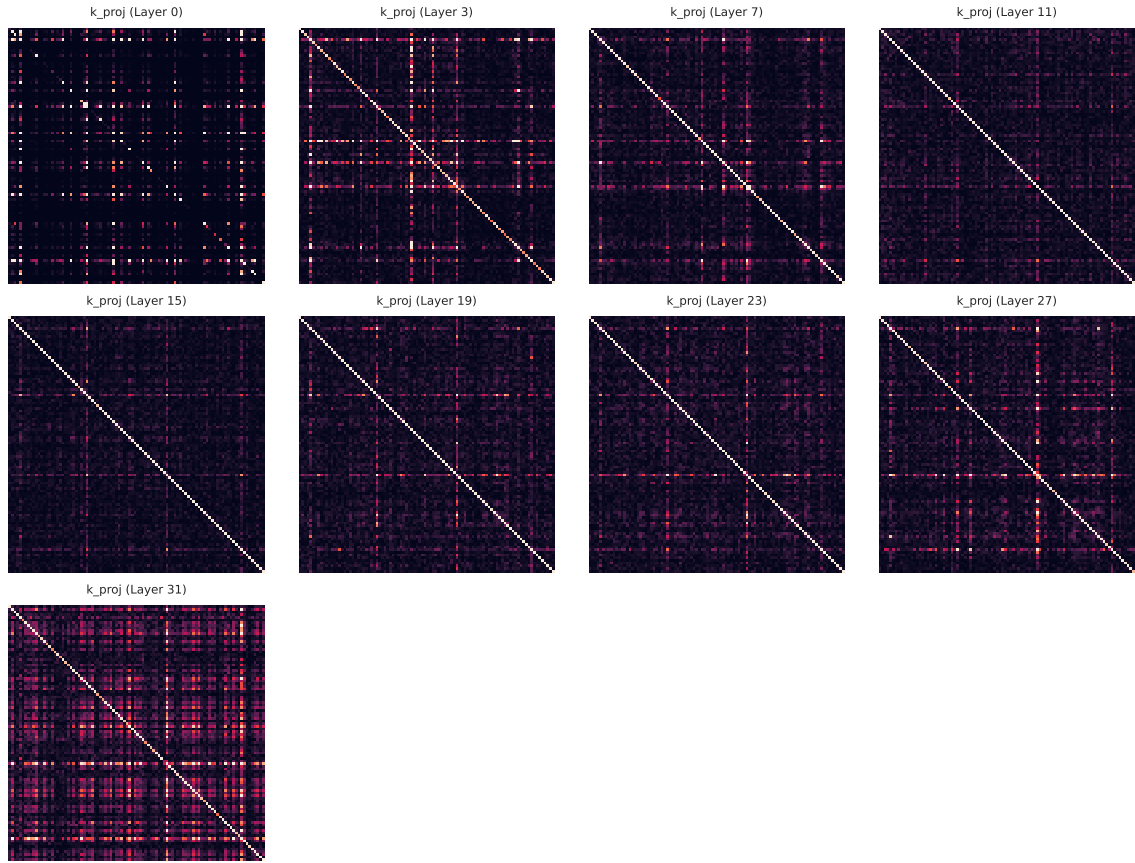 k_proj (Layer 0)
k_proj (Layer 3)
k_proj (Layer 7)
k_proj (Layer 11)
k_proj (Layer 15)
k_proj (Layer 19)
k_proj (Layer 23)
k_proj (Layer 27)
k_proj (Layer 31)